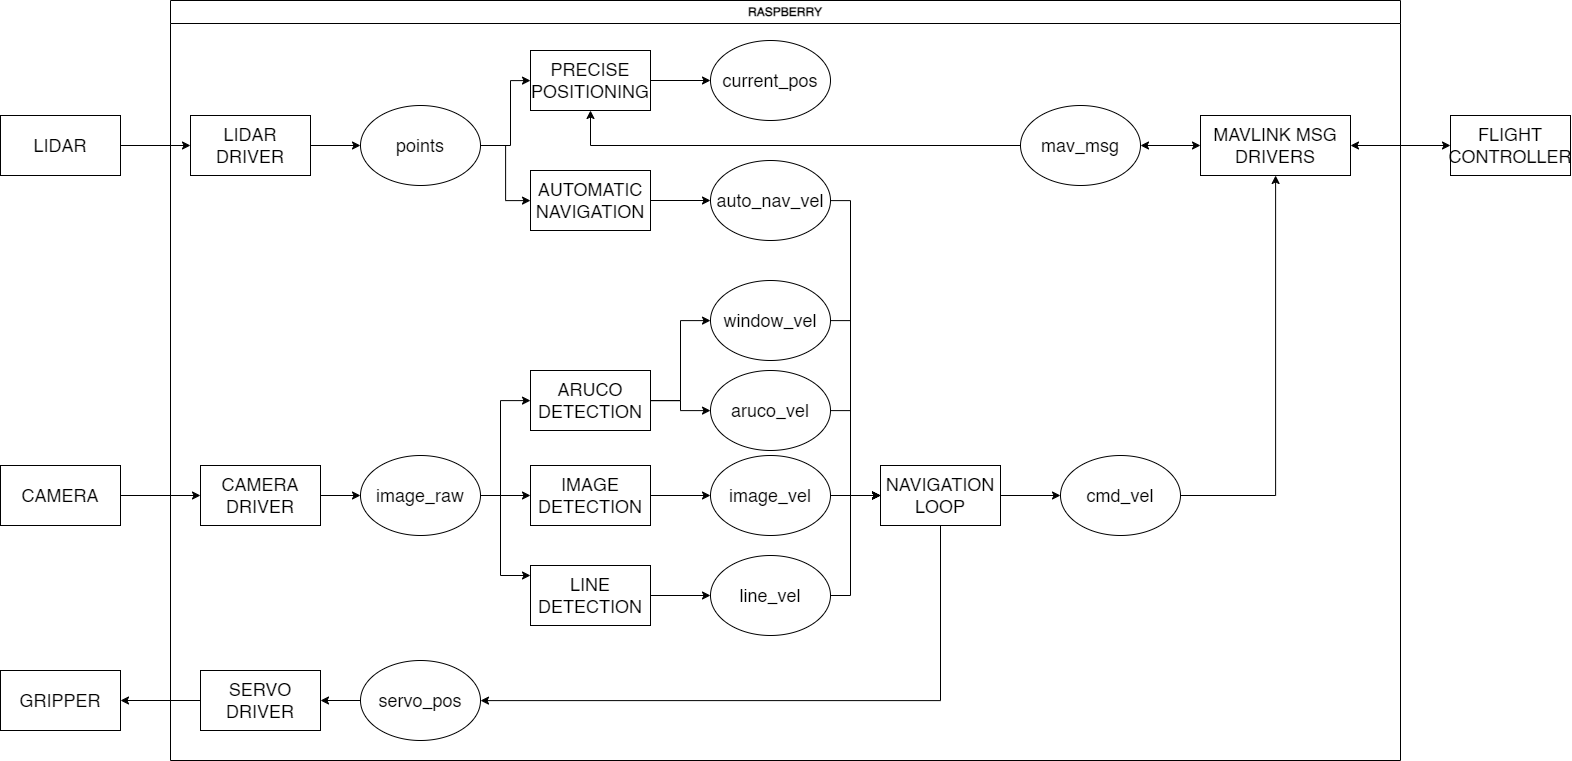 RASPBERRY
PRECISE
POSITIONING
current_pos
LIDAR
LIDAR
DRIVER
points
mav_msg
MAVLINK MSG
DRIVERS
FLIGHT
CONTROLLER
AUTOMATIC
NAVIGATION
auto_nav_vel
window_vel
ARUCO
DETECTION
aruco_vel
CAMERA
CAMERA
DRIVER
image_raw
IMAGE
DETECTION
image_vel
NAVIGATION
LOOP
cmd_vel
LINE
DETECTION
line_vel
GRIPPER
SERVO
DRIVER
servo_pos